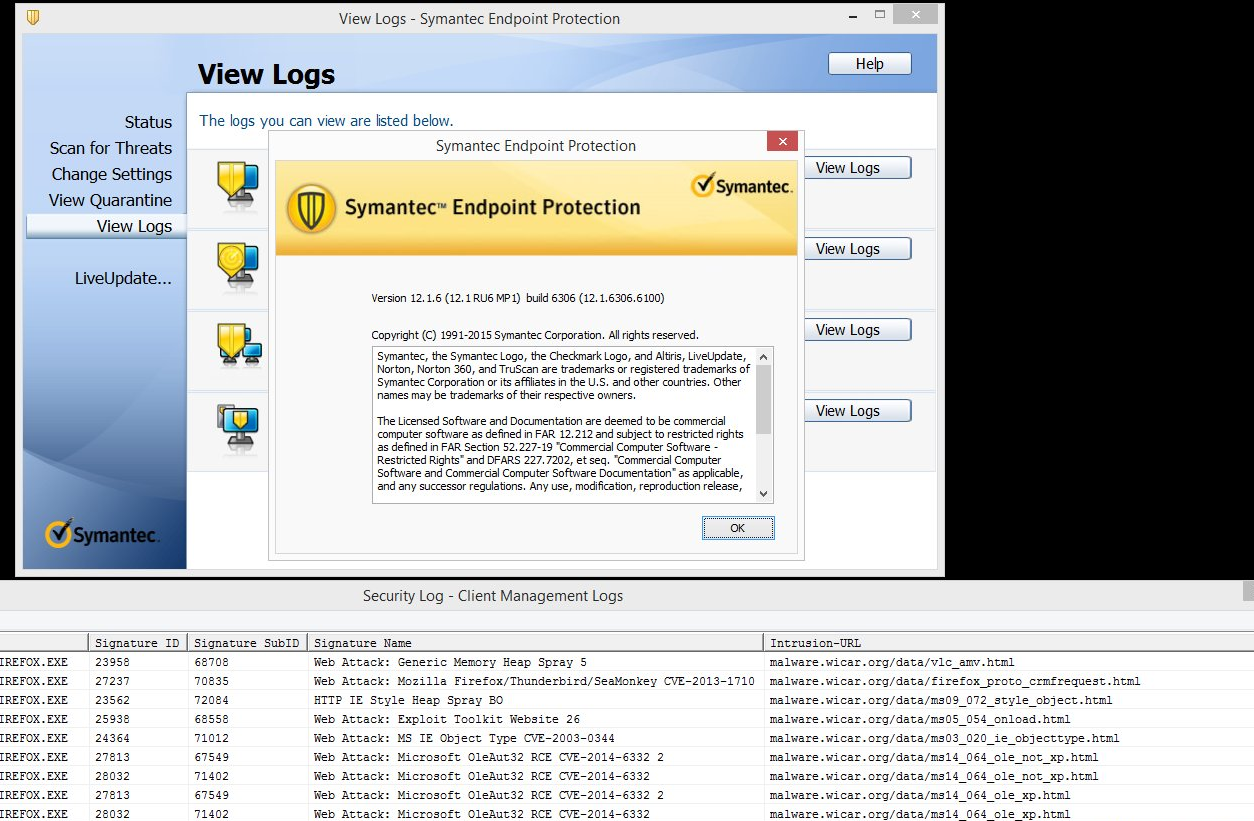 View Logs - Symantec Endpoint Protection
View Logs
Help
Status
Scan for Threats
Change Settings
View Quarantine
View Logs
LiveUpdate...
Symantec.
The logs you can view are listed below.
View Logs
View Logs
View Logs
View Logs
Symantec Endpoint Protection
Symantec™ Endpoint Protection
Symantec.
Version 12.1.6 (12.1 RU6 MP1) build 6306 (12.1.6306.6100)
Copyright (C) 1991-2015 Symantec Corporation. All rights reserved.
Symantec, the Symantec Logo, the Checkmark Logo, and Altiris, LiveUpdate,
Norton, Norton 360, and TruScan are trademarks or registered trademarks of
Symantec Corporation or its affiliates in the U.S. and other countries. Other
names may be trademarks of their respective owners.
The Licensed Software and Documentation are deemed to be commercial
computer software as defined in FAR 12.212 and subject to restricted rights
as defined in FAR Section 52.227-19 "Commercial Computer Software -
Restricted Rights" and DFARS 227.7202, et seq. "Commercial Computer
Software and Commercial Computer Software Documentation" as applicable,
and any successor regulations. Any use, modification, reproduction release,
OK
Security Log - Client Management Logs
Signature ID Signature SubID Signature Name Intrusion-URL
IREFOX.EXE 23958 68708 Web Attack: Generic Memory Heap Spray 5 malware.wicar.org/data/vlc_amv.html
IREFOX.EXE 27237 70835 Web Attack: Mozilla Firefox/Thunderbird/SeaMonkey CVE-2013-1710 malware.wicar.org/data/firefox_proto_crmfrequest.html
IREFOX.EXE 23562 72084 HTTP IE Style Heap Spray BO malware.wicar.org/data/ms09_072_style_object.html
IREFOX.EXE 25938 68558 Web Attack: Exploit Toolkit Website 26 malware.wicar.org/data/ms05_054_onload.html
IREFOX.EXE 24364 71012 Web Attack: MS IE Object Type CVE-2003-0344 malware.wicar.org/data/ms03_020_ie_objecttype.html
IREFOX.EXE 27813 67549 Web Attack: Microsoft OleAut32 RCE CVE-2014-6332 2 malware.wicar.org/data/ms14_064_ole_not_xp.html
IREFOX.EXE 28032 71402 Web Attack: Microsoft OleAut32 RCE CVE-2014-6332 malware.wicar.org/data/ms14_064_ole_not_xp.html
IREFOX.EXE 27813 67549 Web Attack: Microsoft OleAut32 RCE CVE-2014-6332 2 malware.wicar.org/data/ms14_064_ole_xp.html
IREFOX.EXE 28032 71402 Web Attack: Microsoft OleAut32 RCE CVE-2014-6332 malware.wicar.org/data/ms14_064_ole_xp.html